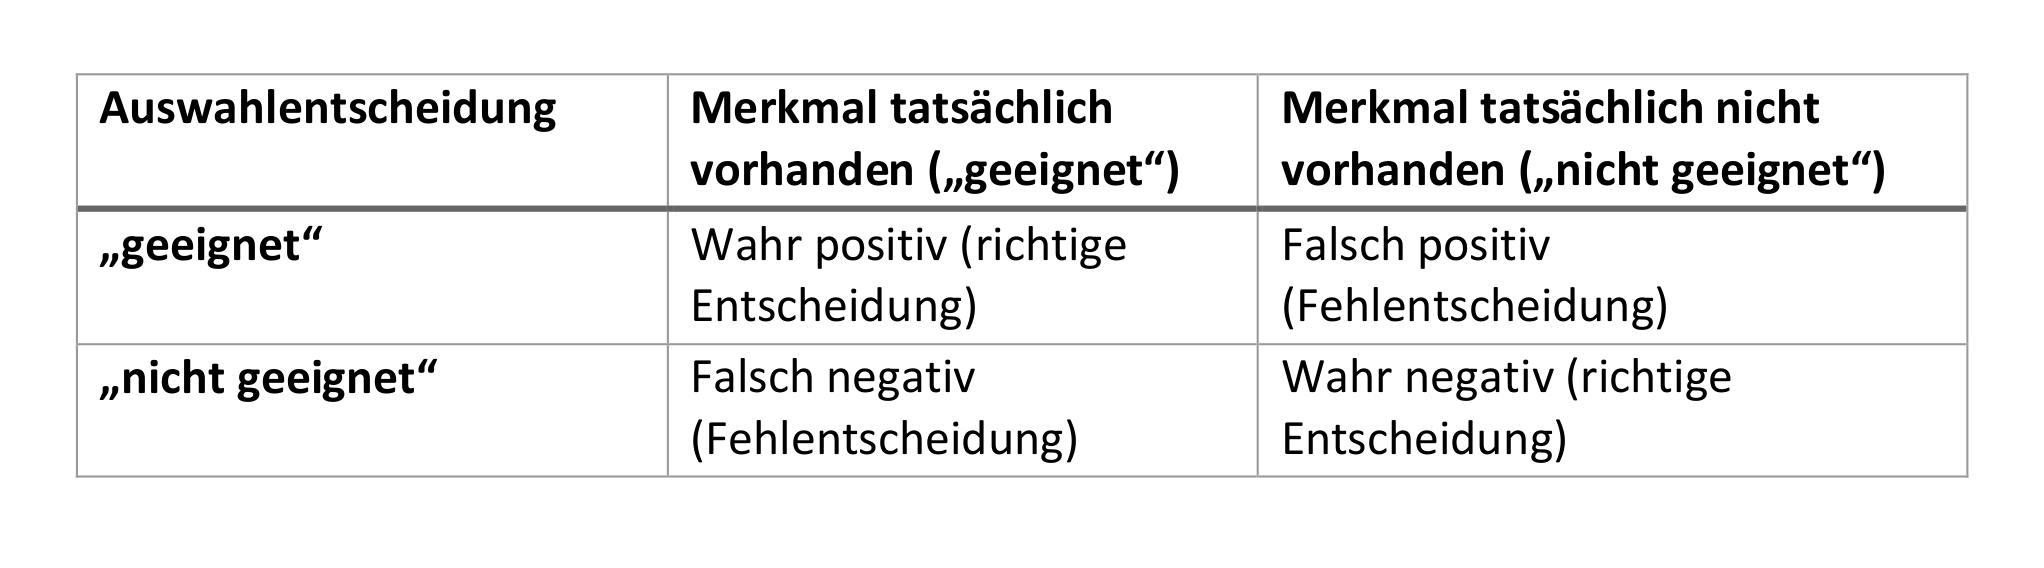 Auswahlentscheidung
Merkmal tatsächlich
vorhanden („geeignet“)
Merkmal tatsächlich nicht
vorhanden („nicht geeignet“)
„geeignet“
Wahr positiv (richtige
Entscheidung)
Falsch positiv
(Fehlentscheidung)
„nicht geeignet“
Falsch negativ
(Fehlentscheidung)
Wahr negativ (richtige
Entscheidung)